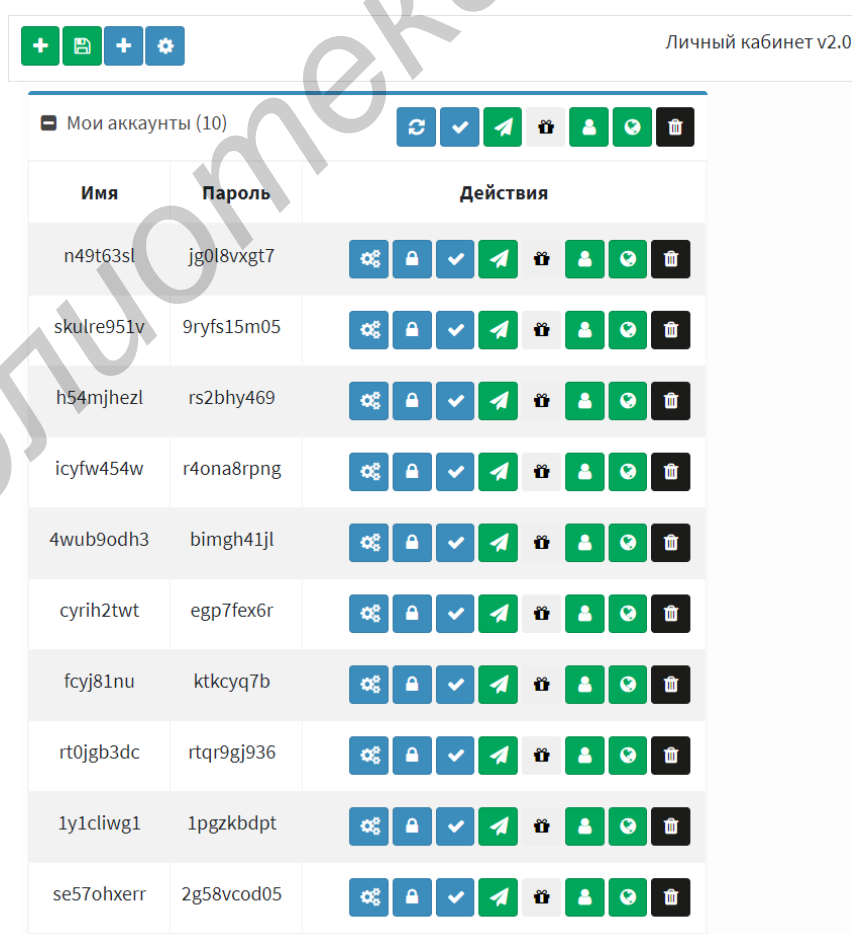 Личный кабинет v2.0
Мои аккаунты (10)
Имя Пароль Действия
n49t63sl jg0l8vxgt7
skulre951v 9ryfs15m05
h54mjhezl rs2bhy469
icyfw454w r4ona8rpng
4wub9odh3 bimgh41jl
cyrih2twt egp7fex6r
fcyj81nu ktkcyq7b
rt0jgb3dc rtqr9gj936
1y1cliwg1 1pgzkbdpt
se57ohxerr 2g58vcod05